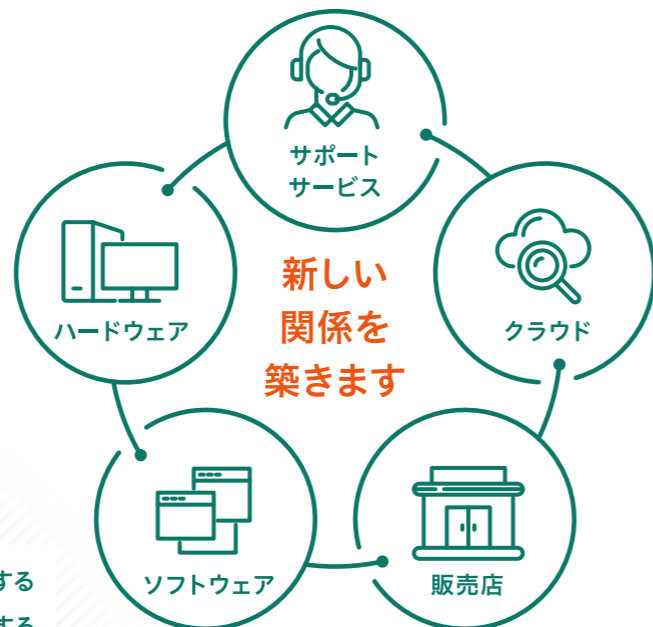 サポート
サービス
ハードウェア
新しい
関係を
築きます
クラウド
ソフトウェア
販売店
する
する